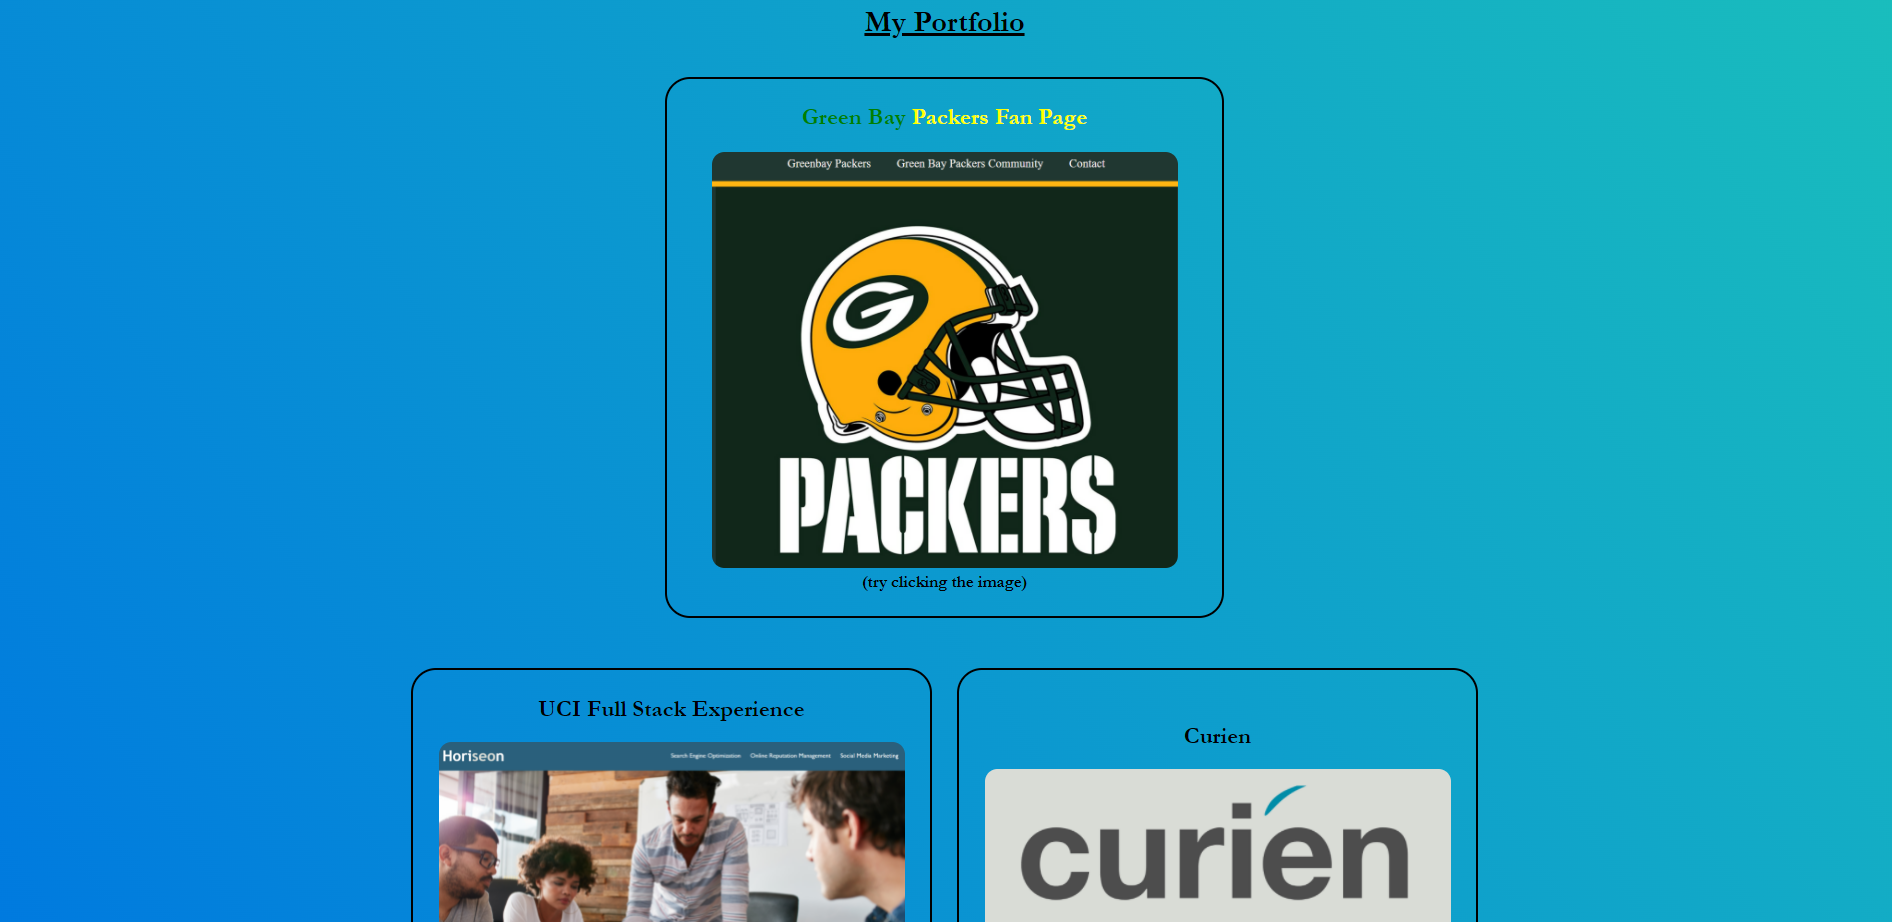 My Portfolio
Green Bay Packers Fan Page
Greenbay Packers Green Bay Packers Community Contact
G
PACKERS
(try clicking the image)
UCI Full Stack Experience
Horiseon Search Engine Optimization Online Reputation Management Social Media Marketing
Curien
curien